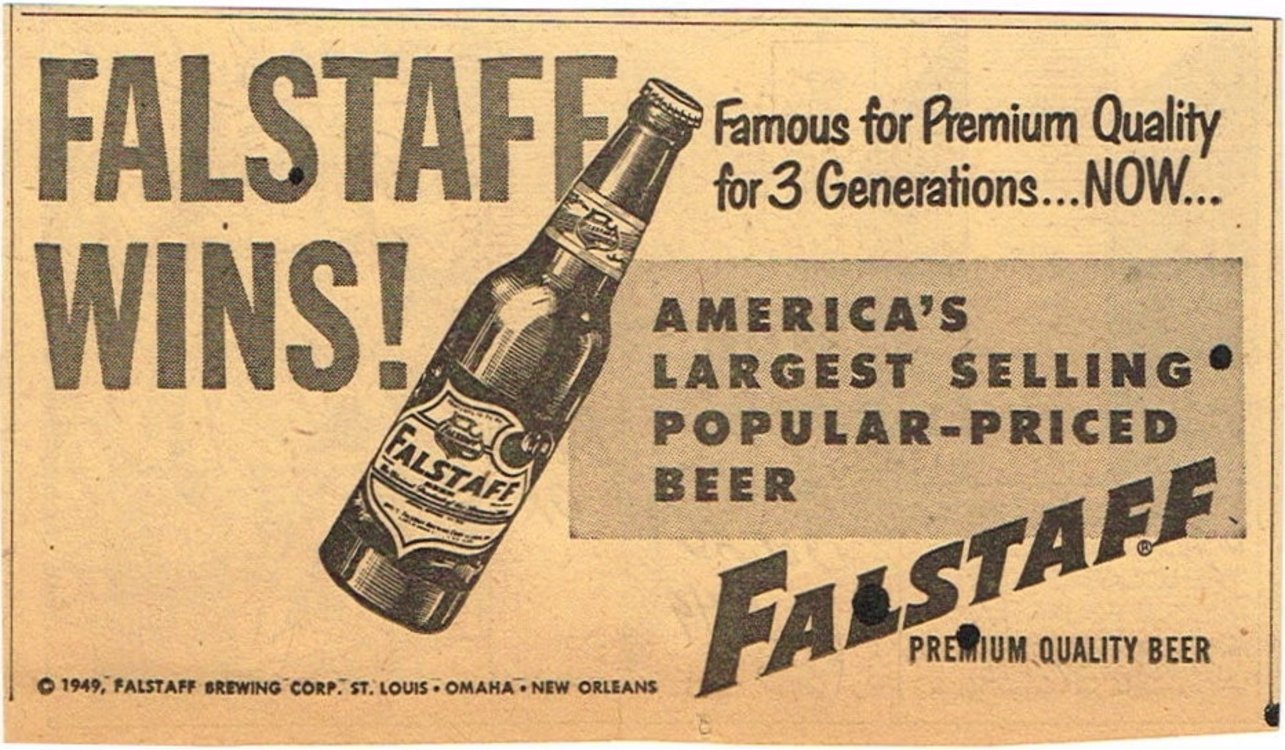 FALSTAFF
WINS!
Famous for Premium Quality
for 3 Generations...NOW...
AMERICA'S
LARGEST SELLING
POPULAR-PRICED
BEER
FALSTAFF
FALSTAFF®
PREMIUM QUALITY BEER
© 1949, FALSTAFF BREWING CORP. ST. LOUIS • OMAHA • NEW ORLEANS